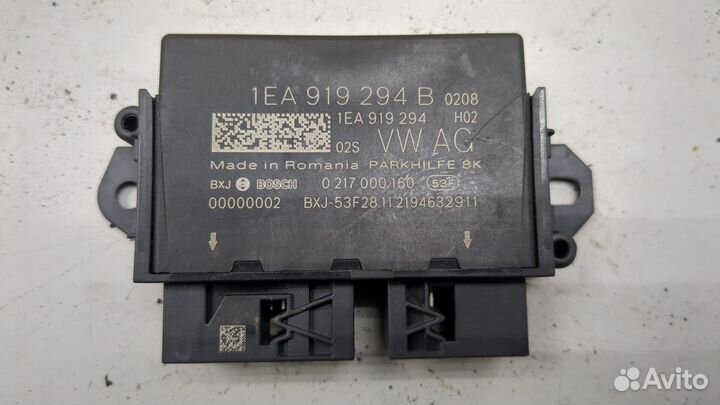 1EA 919 294 B 0208
1EA 919 294 H02
02S VW AG
Made in Romania PARKHILFE 8K
BXJ BOSCH 0 217 000 160 53F
00000002 BXJ-53F28.11.2194632911
Avito